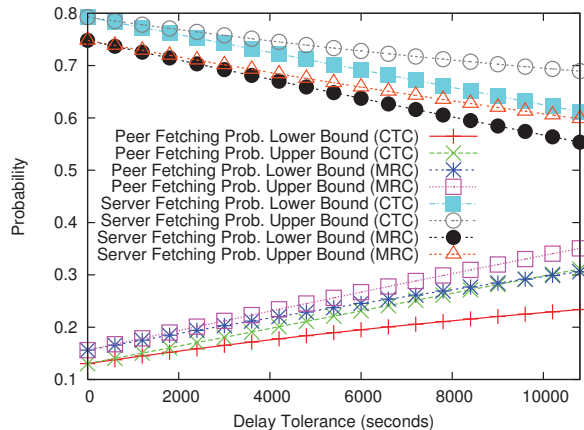 0.8
0.7
0.6
0.5
0.4
0.3
0.2
0.1
Probability
Peer Fetching Prob. Lower Bound (CTC)
Peer Fetching Prob. Upper Bound (CTC)
Peer Fetching Prob. Lower Bound (MRC)
Peer Fetching Prob. Upper Bound (MRC)
Server Fetching Prob. Lower Bound (CTC)
Server Fetching Prob. Upper Bound (CTC)
Server Fetching Prob. Lower Bound (MRC)
Server Fetching Prob. Upper Bound (MRC)
0 2000 4000 6000 8000 10000
Delay Tolerance (seconds)